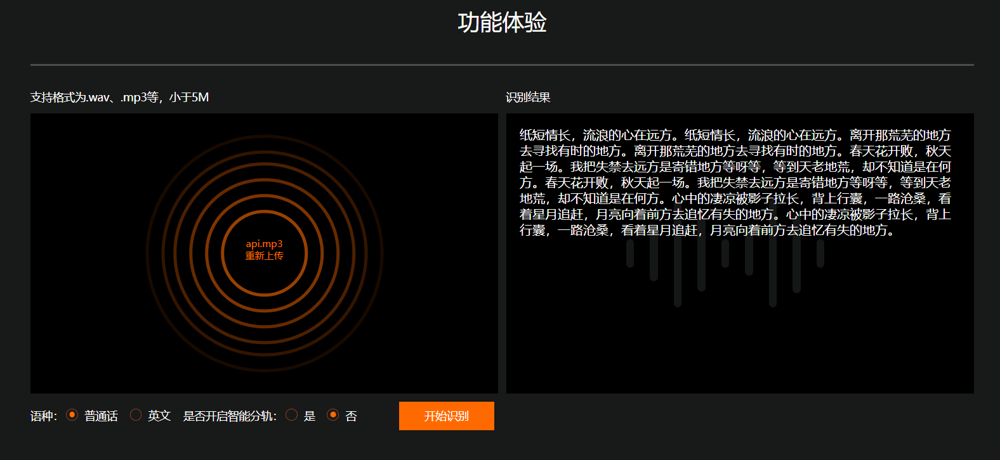 功能体验
支持格式为.wav、.mp3等，小于5M
识别结果
api.mp3
重新上传
纸短情长，流浪的心在远方。纸短情长，流浪的心在远方。离开那荒芜的地方
去寻找有时的地方。离开那荒芜的地方去寻找有时的地方。春天花开败，秋天
起一场。我把失禁去远方是寄错地方等呀等，等到天老地荒，却不知道是在何
方。春天花开败，秋天起一场。我把失禁去远方是寄错地方等呀等，等到天老
地荒，却不知道是在何方。心中的凄凉被影子拉长，背上行囊，一路沧桑，看
着星月追赶，月亮向着前方去追忆有失的地方。心中的凄凉被影子拉长，背上
行囊，一路沧桑，看着星月追赶，月亮向着前方去追忆有失的地方。
语种： 普通话 英文 是否开启智能分轨： 是 否
开始识别